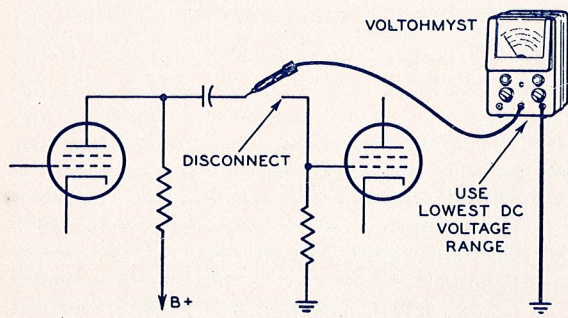 VOLTOHMYST
DISCONNECT
USE
LOWEST DC
VOLTAGE
RANGE
B+